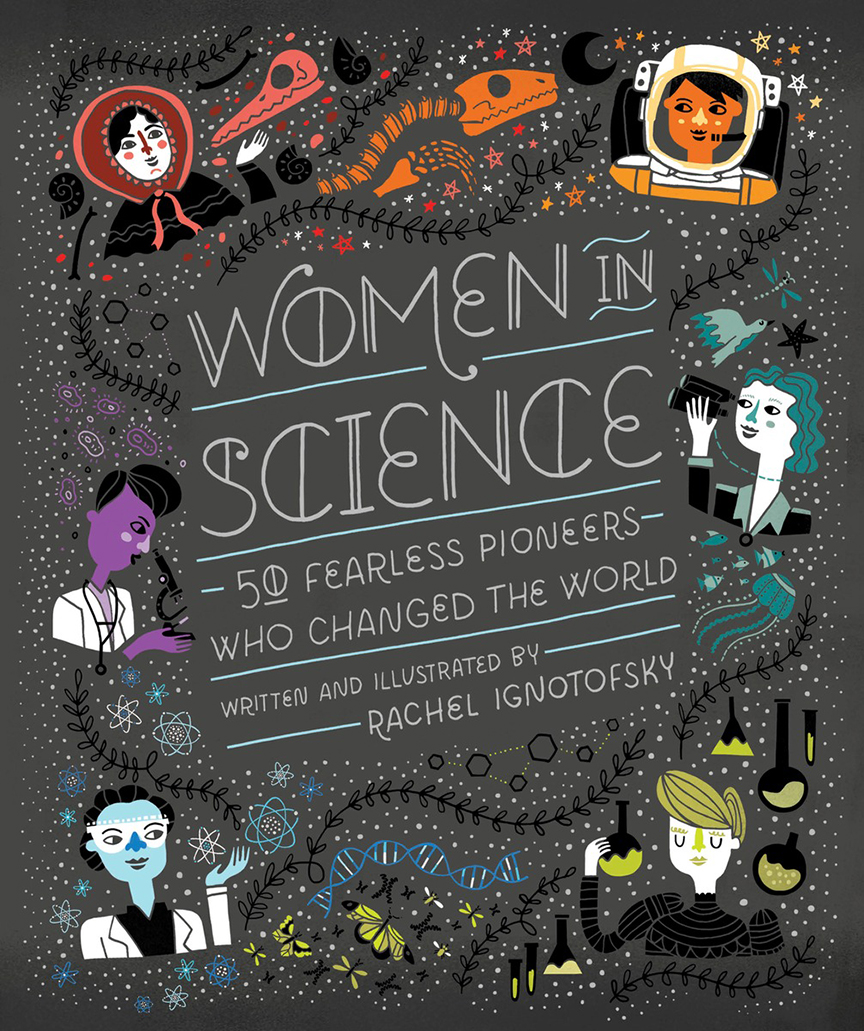 WOMEN IN
SCIENCE
50 FEARLESS PIONEERS
WHO CHANGED THE WORLD
WRITTEN AND ILLUSTRATED BY
RACHEL IGNOTOFSKY